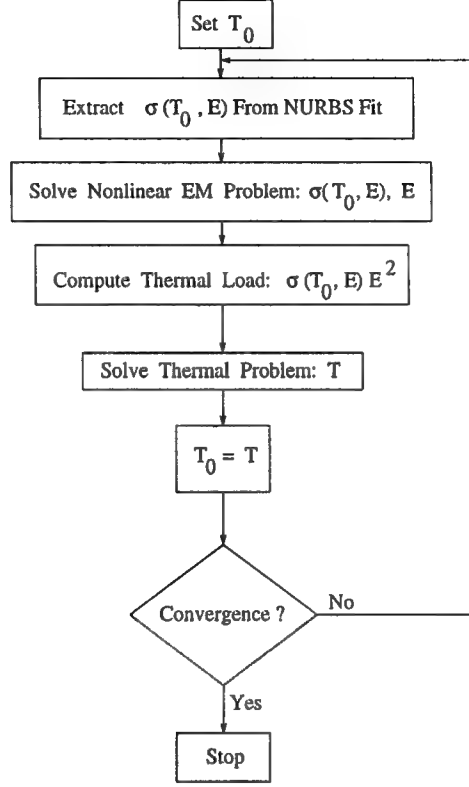 Set T₀
Extract σ (T₀ , E) From NURBS Fit
Solve Nonlinear EM Problem: σ( T₀, E), E
Compute Thermal Load: σ (T₀, E) E²
Solve Thermal Problem: T
T₀ = T
Convergence ?
No
Yes
Stop